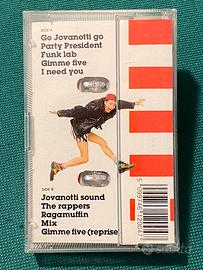 SIDE A
Go Jovanotti go
Party President
Funk lab
Gimme five
I need you
SIDE B
Jovanotti sound
The rappers
Ragamuffin
Mix
Gimme five (reprise
subito